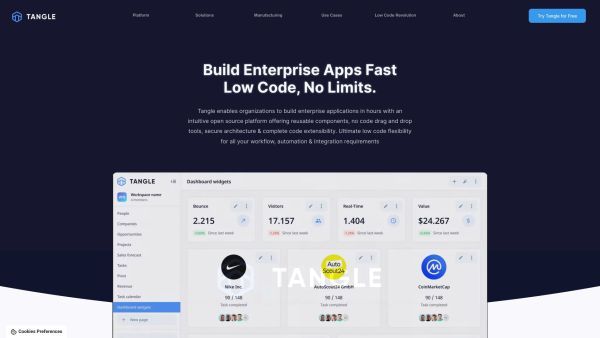 TANGLE
Platform
Solutions
Manufacturing
Use Cases
Low Code Revolution
About
Try Tangle for Free
Build Enterprise Apps Fast
Low Code, No Limits.
Tangle enables organizations to build enterprise applications in hours with an
intuitive open source platform offering reusable components, no code drag and drop
tools, secure architecture & complete code extensibility. Ultimate low code flexibility
for all your workflow, automation & integration requirements
TANGLE
Dashboard widgets
Workspace name
People
Companies
Opportunities
Projects
Sales forecast
Tasks
Plans
Revenue
Task calendar
Dashboard widgets
+ New page
Bounce
2.215
Since last week
Visitors
17.157
Since last week
Real-Time
1.404
Since last week
Value
$24.267
Since last week
Nike Inc.
90 / 148
Task completed
Auto
Scout24
AutoScout24 GmbH
90 / 148
Task completed
CoinMarketCap
90 / 148
Task completed
TANGLE
Cookies Preferences